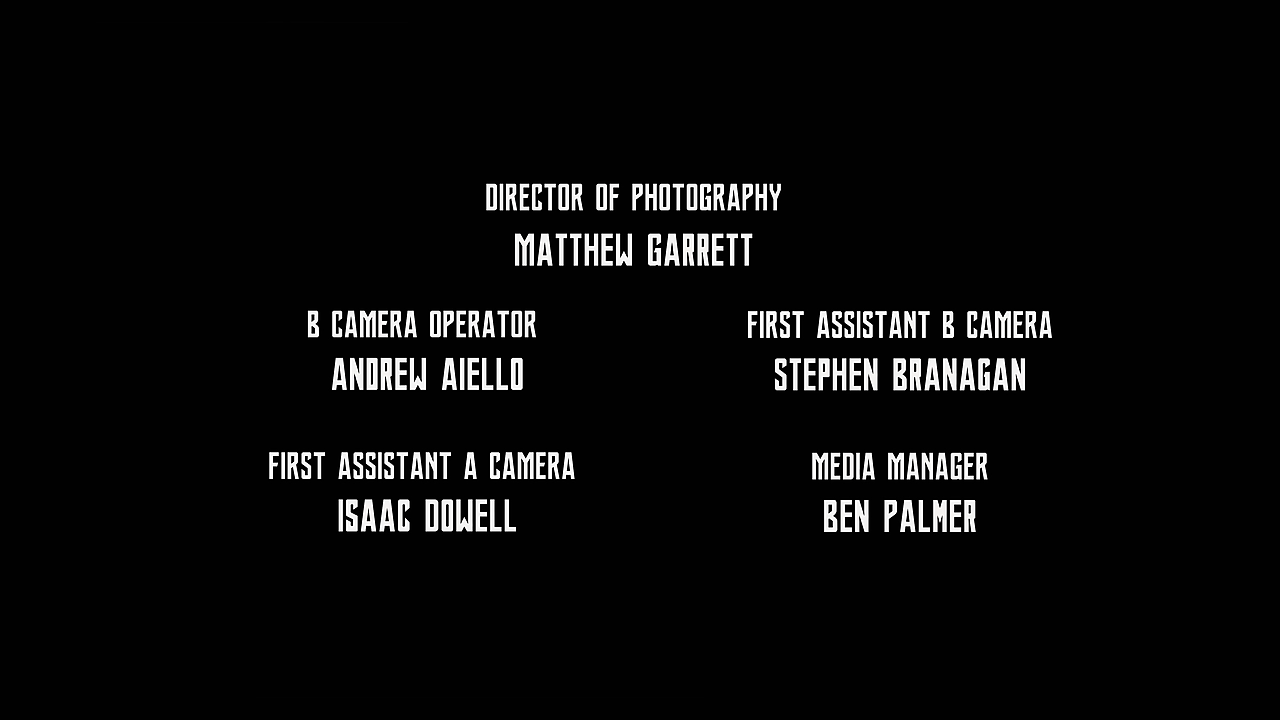 DIRECTOR OF PHOTOGRAPHY
MATTHEW GARRETT
B CAMERA OPERATOR
ANDREW AIELLO
FIRST ASSISTANT B CAMERA
STEPHEN BRANAGAN
FIRST ASSISTANT A CAMERA
ISAAC DOWELL
MEDIA MANAGER
BEN PALMER